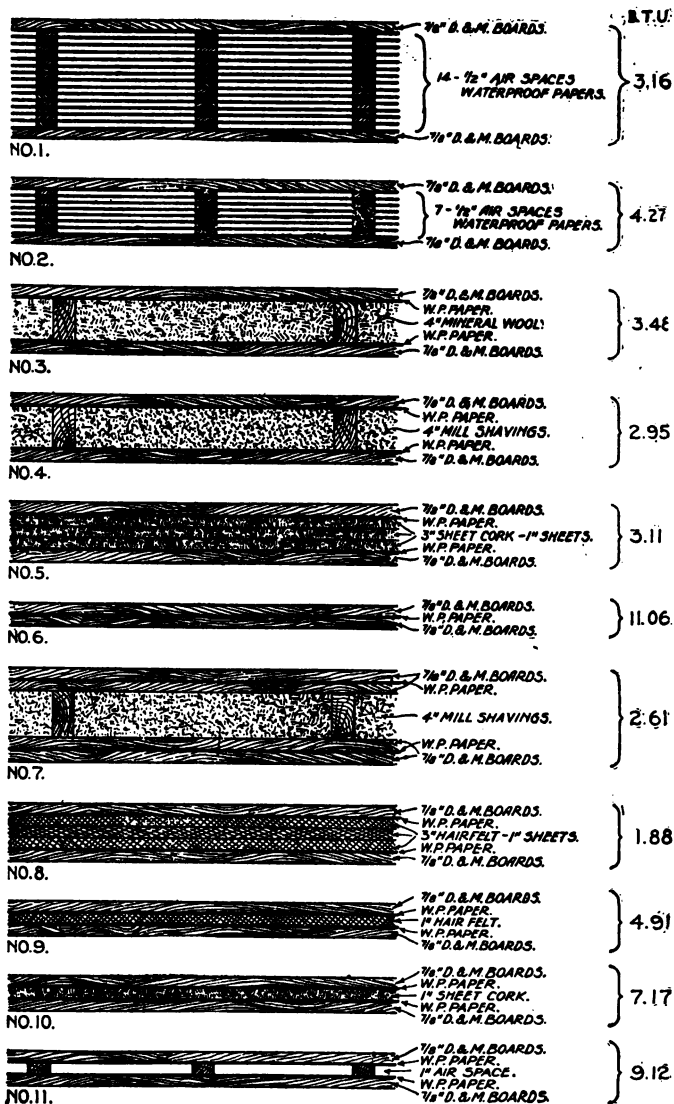 B.T.U.
7/8" D. & M. BOARDS.
14 - 1/2" AIR SPACES
WATERPROOF PAPERS.
7/8" D. & M. BOARDS.
3.16
NO.1.
7/8" D. & M. BOARDS.
7 - 1/2" AIR SPACES
WATERPROOF PAPERS.
7/8" D. & M. BOARDS.
4.27
NO.2.
7/8" D. & M. BOARDS.
W.P. PAPER.
4" MINERAL WOOL.
W.P. PAPER.
7/8" D. & M. BOARDS.
3.48
NO.3.
7/8" D. & M. BOARDS.
W.P. PAPER.
4" MILL SHAVINGS.
W.P. PAPER.
7/8" D. & M. BOARDS.
2.95
NO.4.
7/8" D. & M. BOARDS.
W.P. PAPER.
3" SHEET CORK - 1" SHEETS.
W.P. PAPER.
7/8" D. & M. BOARDS.
3.11
NO.5.
7/8" D. & M. BOARDS.
W.P. PAPER.
7/8" D. & M. BOARDS.
11.06
NO.6.
7/8" D. & M. BOARDS.
W.P. PAPER.
4" MILL SHAVINGS.
W.P. PAPER.
7/8" D. & M. BOARDS.
2.61
NO.7.
7/8" D. & M. BOARDS.
W.P. PAPER.
3" HAIR FELT - 1" SHEETS.
W.P. PAPER.
7/8" D. & M. BOARDS.
1.88
NO.8.
7/8" D. & M. BOARDS.
W.P. PAPER.
1" HAIR FELT.
W.P. PAPER.
7/8" D. & M. BOARDS.
4.91
NO.9.
7/8" D. & M. BOARDS.
W.P. PAPER.
1" SHEET CORK.
W.P. PAPER.
7/8" D. & M. BOARDS.
7.17
NO.10.
7/8" D. & M. BOARDS.
W.P. PAPER.
1" AIR SPACE.
W.P. PAPER.
7/8" D. & M. BOARDS.
9.12
NO.11.